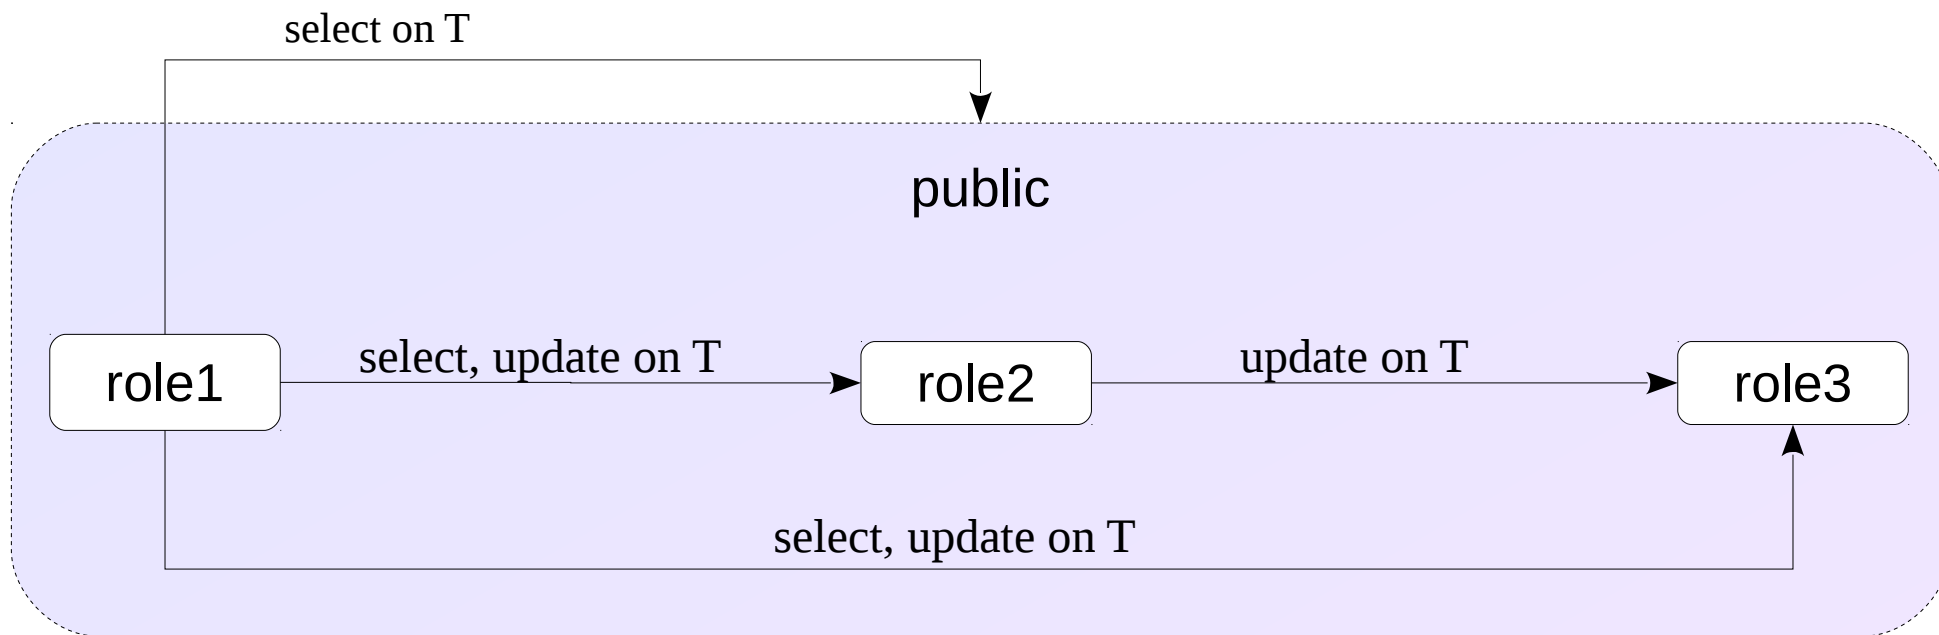 select on T
public
role1
select, update on T
role2
update on T
role3
select, update on T